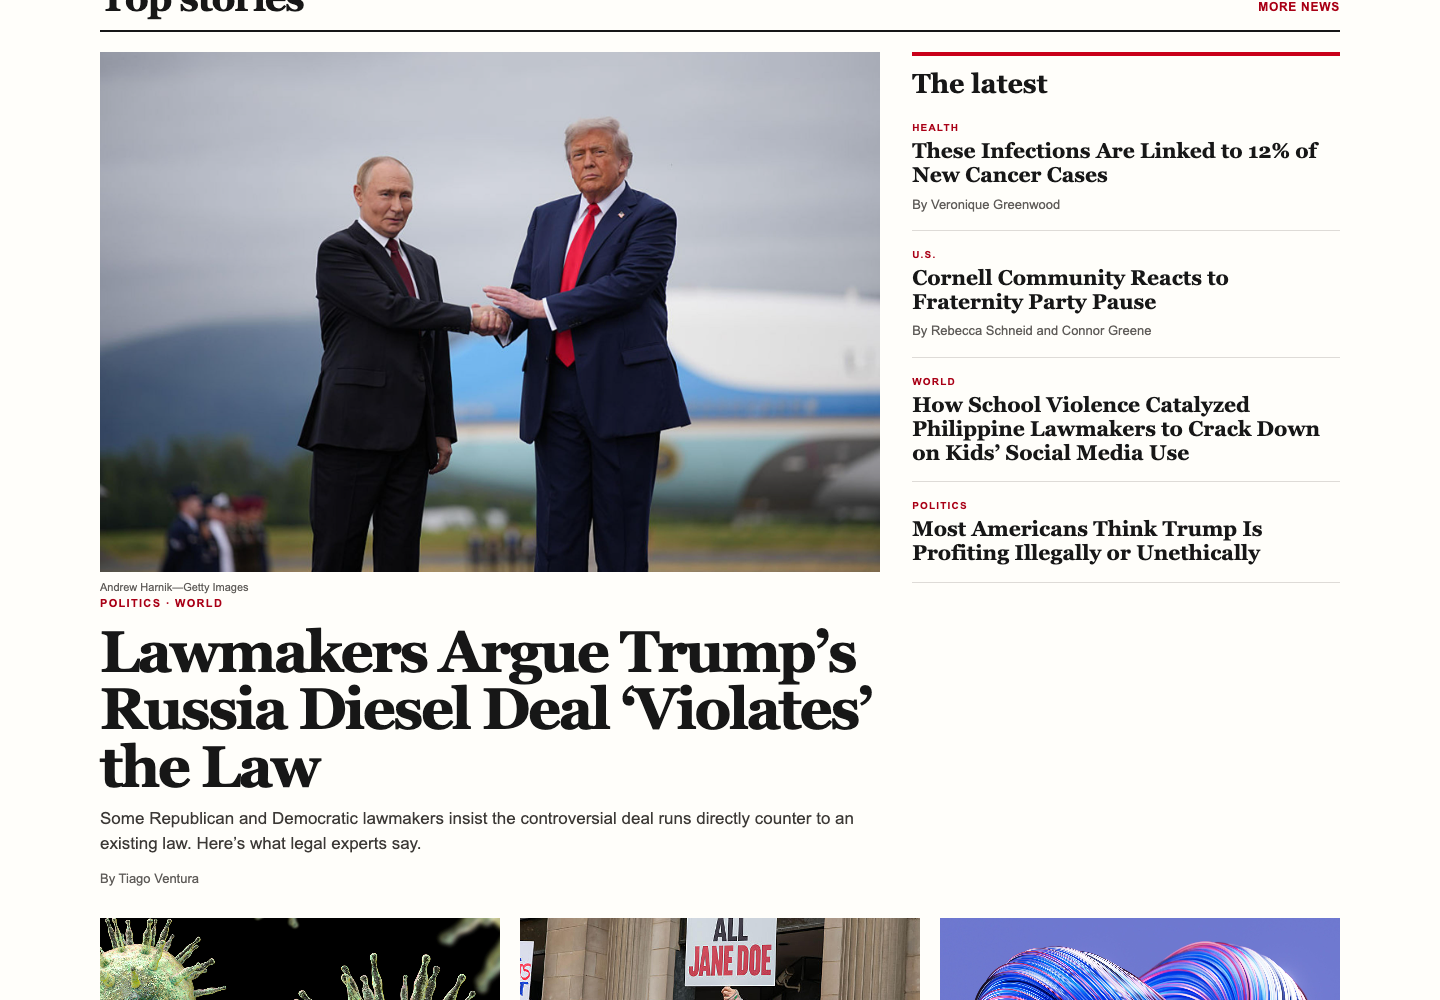 Top stories
MORE NEWS
Andrew Harnik—Getty Images
POLITICS · WORLD
Lawmakers Argue Trump’s
Russia Diesel Deal ‘Violates’
the Law
Some Republican and Democratic lawmakers insist the controversial deal runs directly counter to an
existing law. Here’s what legal experts say.
By Tiago Ventura
The latest
HEALTH
These Infections Are Linked to 12% of
New Cancer Cases
By Veronique Greenwood
U.S.
Cornell Community Reacts to
Fraternity Party Pause
By Rebecca Schneid and Connor Greene
WORLD
How School Violence Catalyzed
Philippine Lawmakers to Crack Down
on Kids’ Social Media Use
POLITICS
Most Americans Think Trump Is
Profiting Illegally or Unethically
ALL
JANE DOE